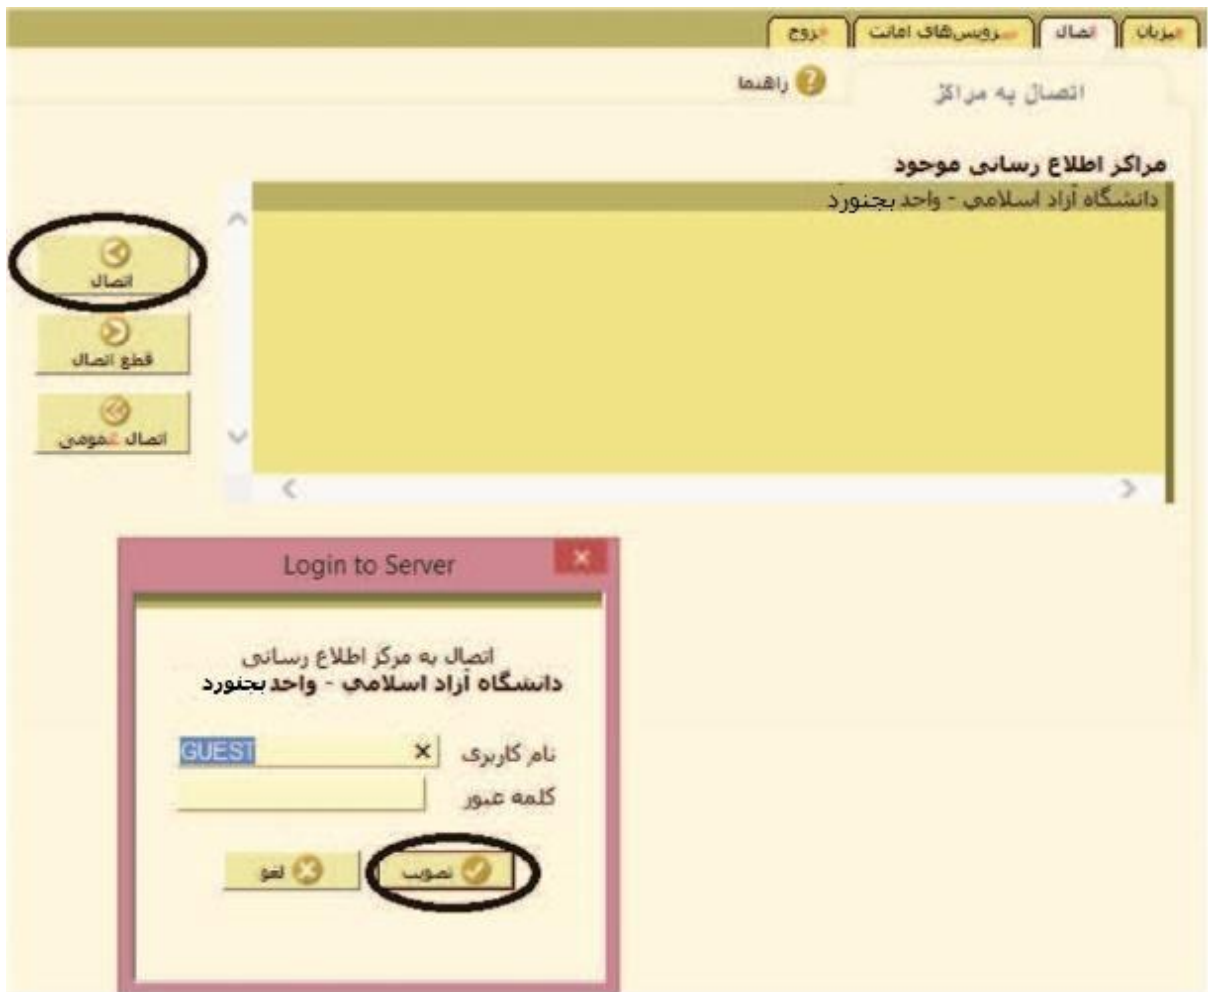 میزبان اتصال سرویس‌های امانت خروج
اتصال به مراکز راهنما
مراکز اطلاع رسانی موجود
دانشگاه آزاد اسلامی - واحد بجنورد
اتصال
قطع اتصال
اتصال عمومی
Login to Server
اتصال به مرکز اطلاع رسانی
دانشگاه آزاد اسلامی - واحد بجنورد
نام کاربری GUEST
کلمه عبور
تصویب لغو